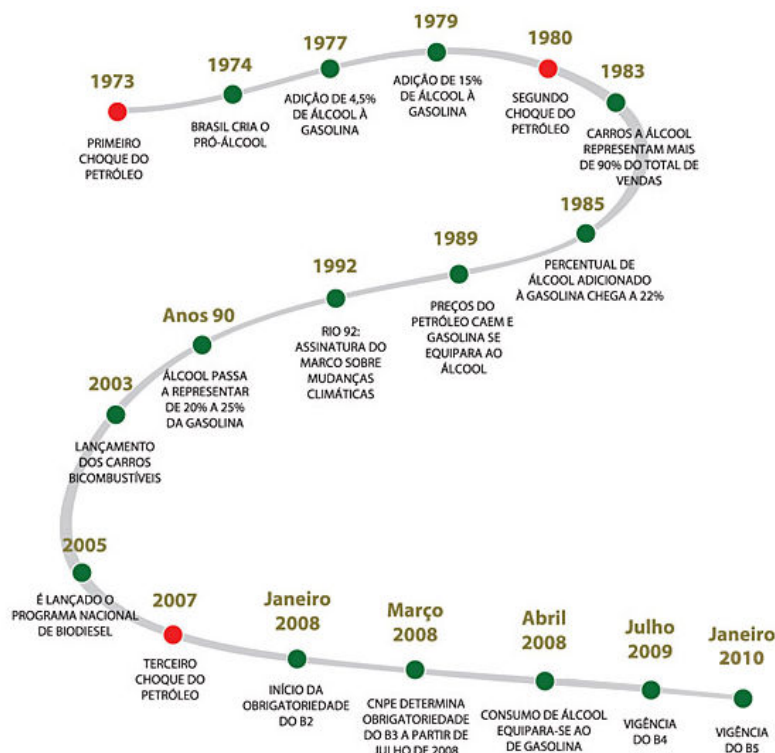 1973
PRIMEIRO
CHOQUE DO
PETRÓLEO
1974
BRASIL CRIA O
PRÓ-ÁLCOOL
1977
ADIÇÃO DE 4,5%
DE ÁLCOOL À
GASOLINA
1979
ADIÇÃO DE 15%
DE ÁLCOOL À
GASOLINA
1980
SEGUNDO
CHOQUE DO
PETRÓLEO
1983
CARROS A ÁLCOOL
REPRESENTAM MAIS
DE 90% DO TOTAL DE
VENDAS
1985
PERCENTUAL DE
ÁLCOOL ADICIONADO
À GASOLINA CHEGA A 22%
1989
PREÇOS DO
PETRÓLEO CAEM E
GASOLINA SE
EQUIPARA AO
ÁLCOOL
1992
RIO 92:
ASSINATURA DO
MARCO SOBRE
MUDANÇAS
CLIMÁTICAS
Anos 90
ÁLCOOL PASSA
A REPRESENTAR
DE 20% A 25%
DA GASOLINA
2003
LANÇAMENTO
DOS CARROS
BICOMBUSTÍVEIS
2005
É LANÇADO O
PROGRAMA NACIONAL
DE BIODIESEL
2007
TERCEIRO
CHOQUE DO
PETRÓLEO
Janeiro
2008
INÍCIO DA
OBRIGATORIEDADE
DO B2
Março
2008
CNPE DETERMINA
OBRIGATORIEDADE
DO B3 A PARTIR DE
JULHO DE 2008
Abril
2008
CONSUMO DE ÁLCOOL
EQUIPARA-SE AO
DE GASOLINA
Julho
2009
VIGÊNCIA
DO B4
Janeiro
2010
VIGÊNCIA
DO B5